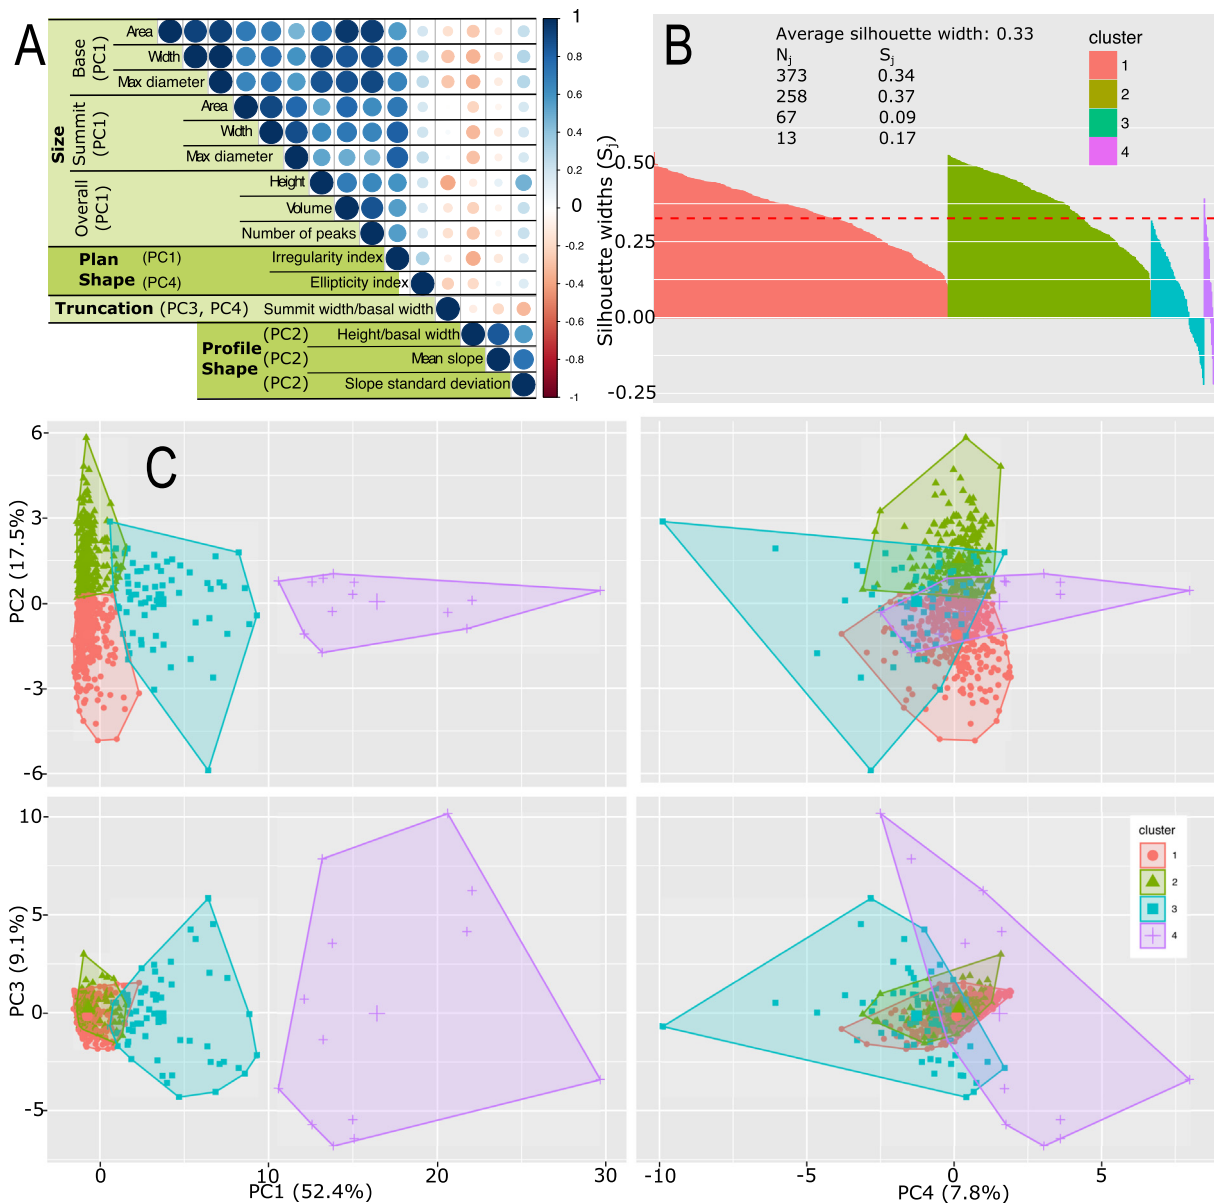 A
Size
Base
(PC1)
Area
Width
Max diameter
Summit
(PC1)
Area
Width
Max diameter
Overall
(PC1)
Height
Volume
Number of peaks
Plan
Shape
(PC1)
Irregularity index
(PC4)
Ellipticity index
Truncation (PC3, PC4)
Summit width/basal width
Profile
Shape
(PC2)
Height/basal width
(PC2)
Mean slope
(PC2)
Slope standard deviation
1
0.8
0.6
0.4
0.2
0
-0.2
-0.4
-0.6
-0.8
-1
B
Average silhouette width: 0.33
Nj Sj
373 0.34
258 0.37
67 0.09
13 0.17
cluster
1
2
3
4
Silhouette widths (Sj)
0.50
0.25
0.00
-0.25
C
PC2 (17.5%)
6
3
0
-3
-6
PC3 (9.1%)
10
5
0
-5
0 10 20 30
PC1 (52.4%)
-10 -5 0 5
PC4 (7.8%)
cluster
1
2
3
4